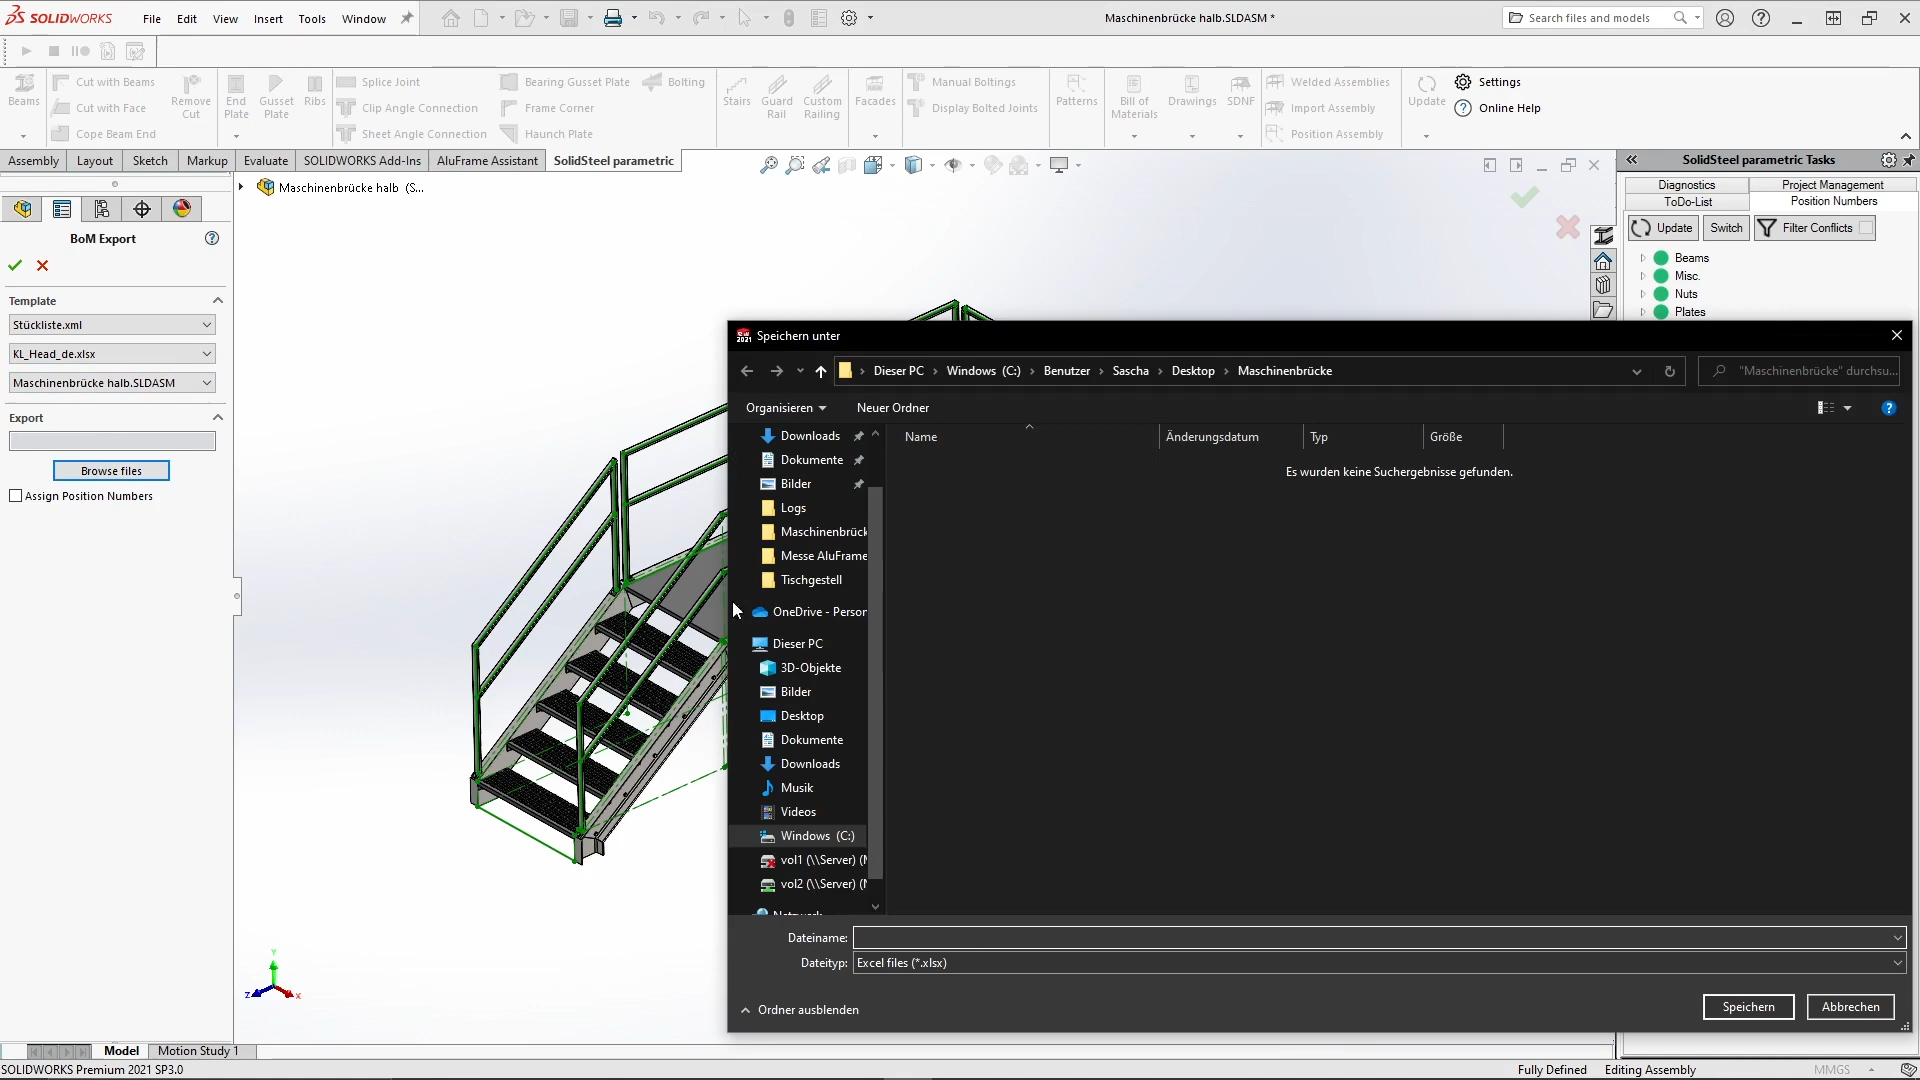 SOLIDWORKS File Edit View Insert Tools Window
Maschinenbrücke halb.SLDASM *
Search files and models
Beams
Cut with Beams
Cut with Face
Cope Beam End
Remove Cut
End Plate
Gusset Plate
Ribs
Splice Joint
Clip Angle Connection
Sheet Angle Connection
Bearing Gusset Plate
Frame Corner
Haunch Plate
Bolting
Stairs
Guard Rail
Custom Railing
Facades
Manual Boltings
Display Bolted Joints
Patterns
Bill of Materials
Drawings
SDNF
Welded Assemblies
Import Assembly
Position Assembly
Update
Settings
Online Help
Assembly Layout Sketch Markup Evaluate SOLIDWORKS Add-Ins AluFrame Assistant SolidSteel parametric
Maschinenbrücke halb (S...
BoM Export
Template
Stückliste.xml
KL_Head_de.xlsx
Maschinenbrücke halb.SLDASM
Export
Browse files
Assign Position Numbers
SolidSteel parametric Tasks
Diagnostics Project Management
ToDo-List Position Numbers
Update Switch Filter Conflicts
Beams
Misc.
Nuts
Plates
Speichern unter
Dieser PC Windows (C:) Benutzer Sascha Desktop Maschinenbrücke
"Maschinenbrücke" durchsu...
Organisieren Neuer Ordner
Name Änderungsdatum Typ Größe
Es wurden keine Suchergebnisse gefunden.
Downloads
Dokumente
Bilder
Logs
Maschinenbrück
Messe AluFrame
Tischgestell
OneDrive - Person
Dieser PC
3D-Objekte
Bilder
Desktop
Dokumente
Downloads
Musik
Videos
Windows (C:)
vol1 (\\Server) (
vol2 (\\Server) (
Netzwerk
Dateiname:
Dateityp: Excel files (*.xlsx)
Ordner ausblenden
Speichern Abbrechen
Y
Z
X
Model Motion Study 1
SOLIDWORKS Premium 2021 SP3.0
Fully Defined Editing Assembly MMGS